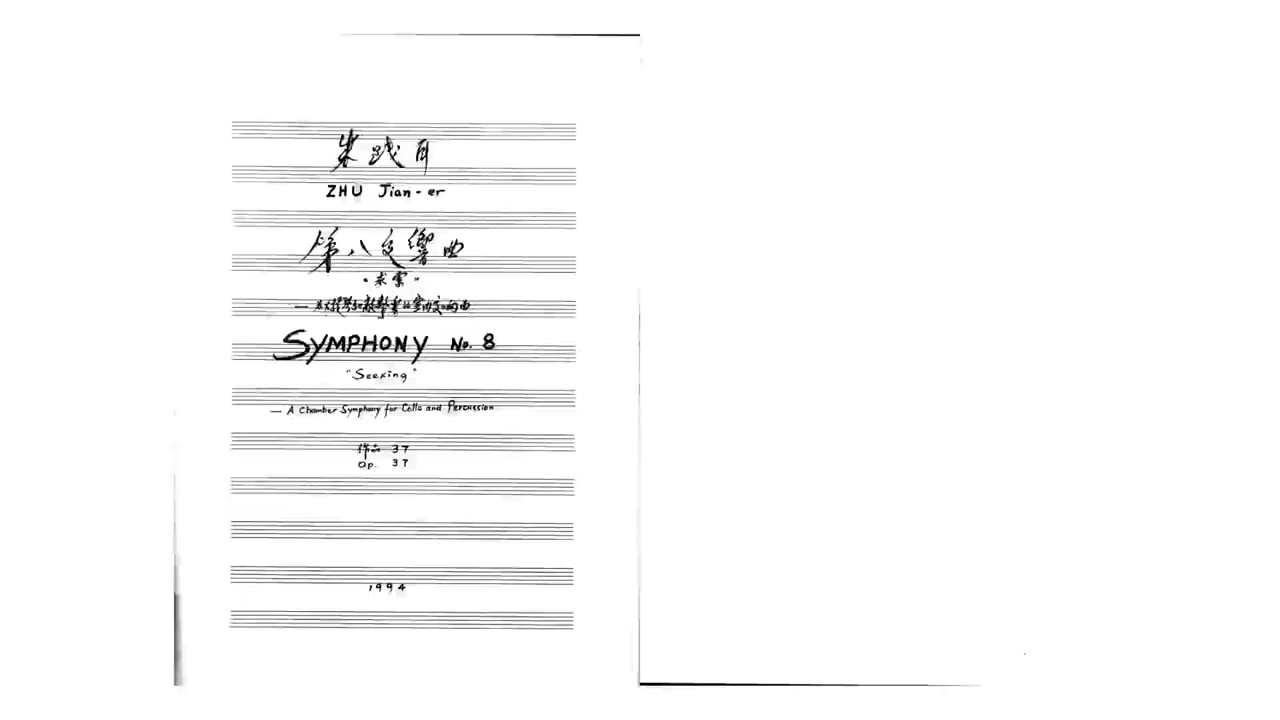 朱践耳
ZHU Jian-er
第八交響曲
"求索"
SYMPHONY No. 8
"Seeking"
— A Chamber Symphony for Cello and Percussion
作品 37
Op. 37
1994